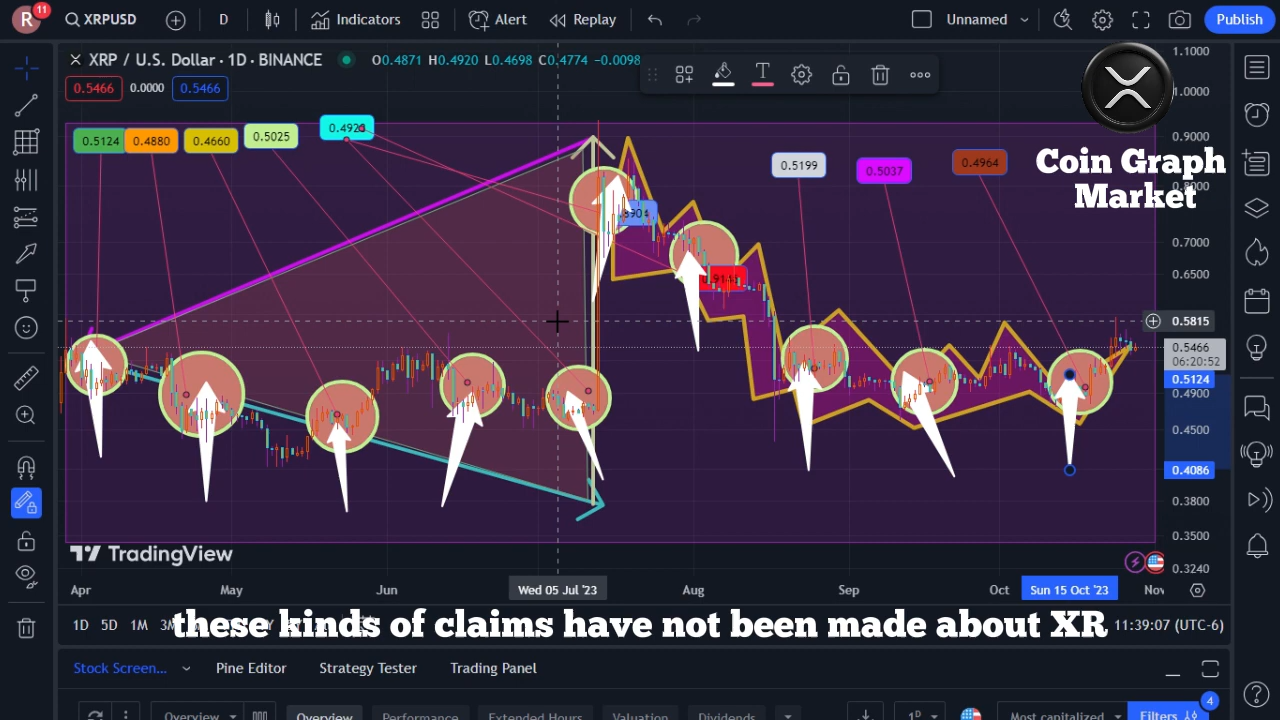 R 11 XRPUSD D Indicators Alert Replay Unnamed Publish
XRP / U.S. Dollar · 1D · BINANCE O0.4871 H0.4920 L0.4698 C0.4774 −0.0098
0.5466 0.0000 0.5466
T
0.5124 0.4880 0.4660 0.5025
0.5199 0.5037 0.4964
Coin Graph
Market
1.1000
1.0000
0.9000
0.8000
0.7000
0.6500
0.5815
0.5466
06:20:52
0.5124
0.4900
0.4500
0.4086
0.3800
0.3500
0.3240
TradingView
Apr May Jun Wed 05 Jul '23 Aug Sep Oct Sun 15 Oct '23 Nov
these kinds of claims have not been made about XR
1D 5D 1M 3M 11:39:07 (UTC-6)
Stock Screen... Pine Editor Strategy Tester Trading Panel
Overview Overview Performance Extended Hours Valuation Dividends 1D Most capitalized Filters 4